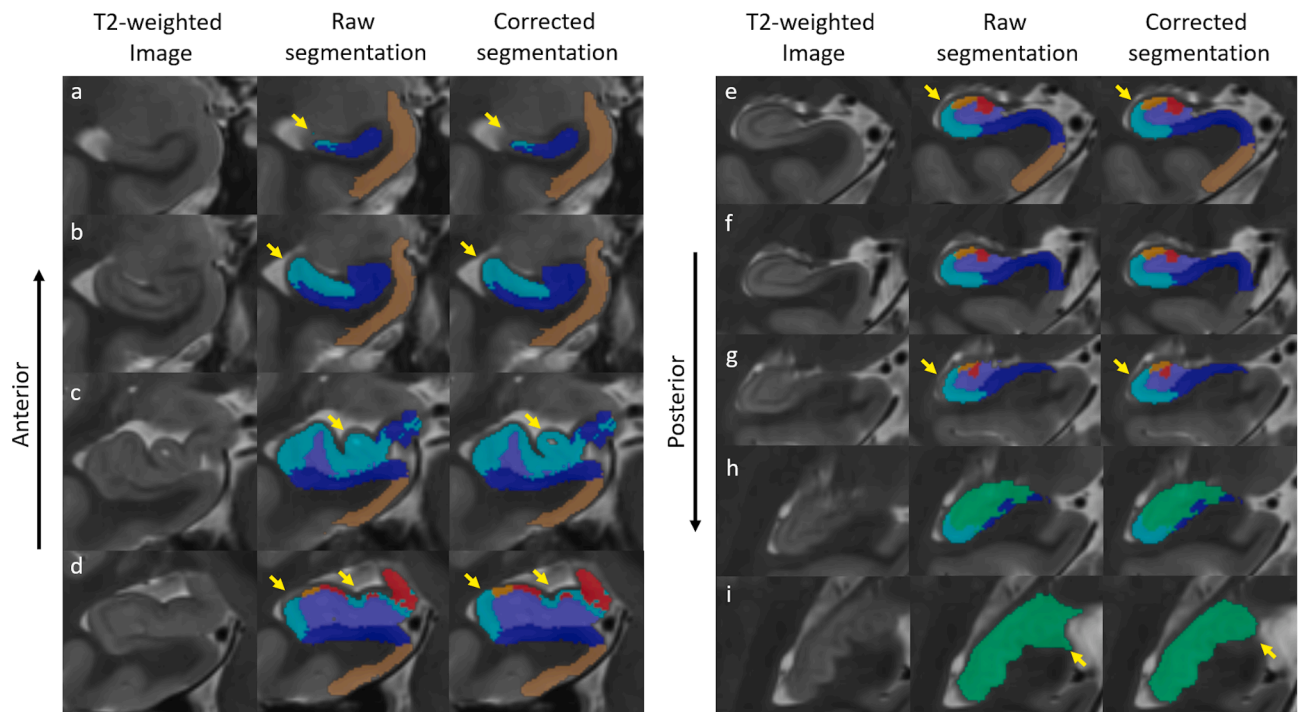 T2-weighted
Image
Raw
segmentation
Corrected
segmentation
T2-weighted
Image
Raw
segmentation
Corrected
segmentation
a
b
c
d
Anterior
e
f
g
h
i
Posterior